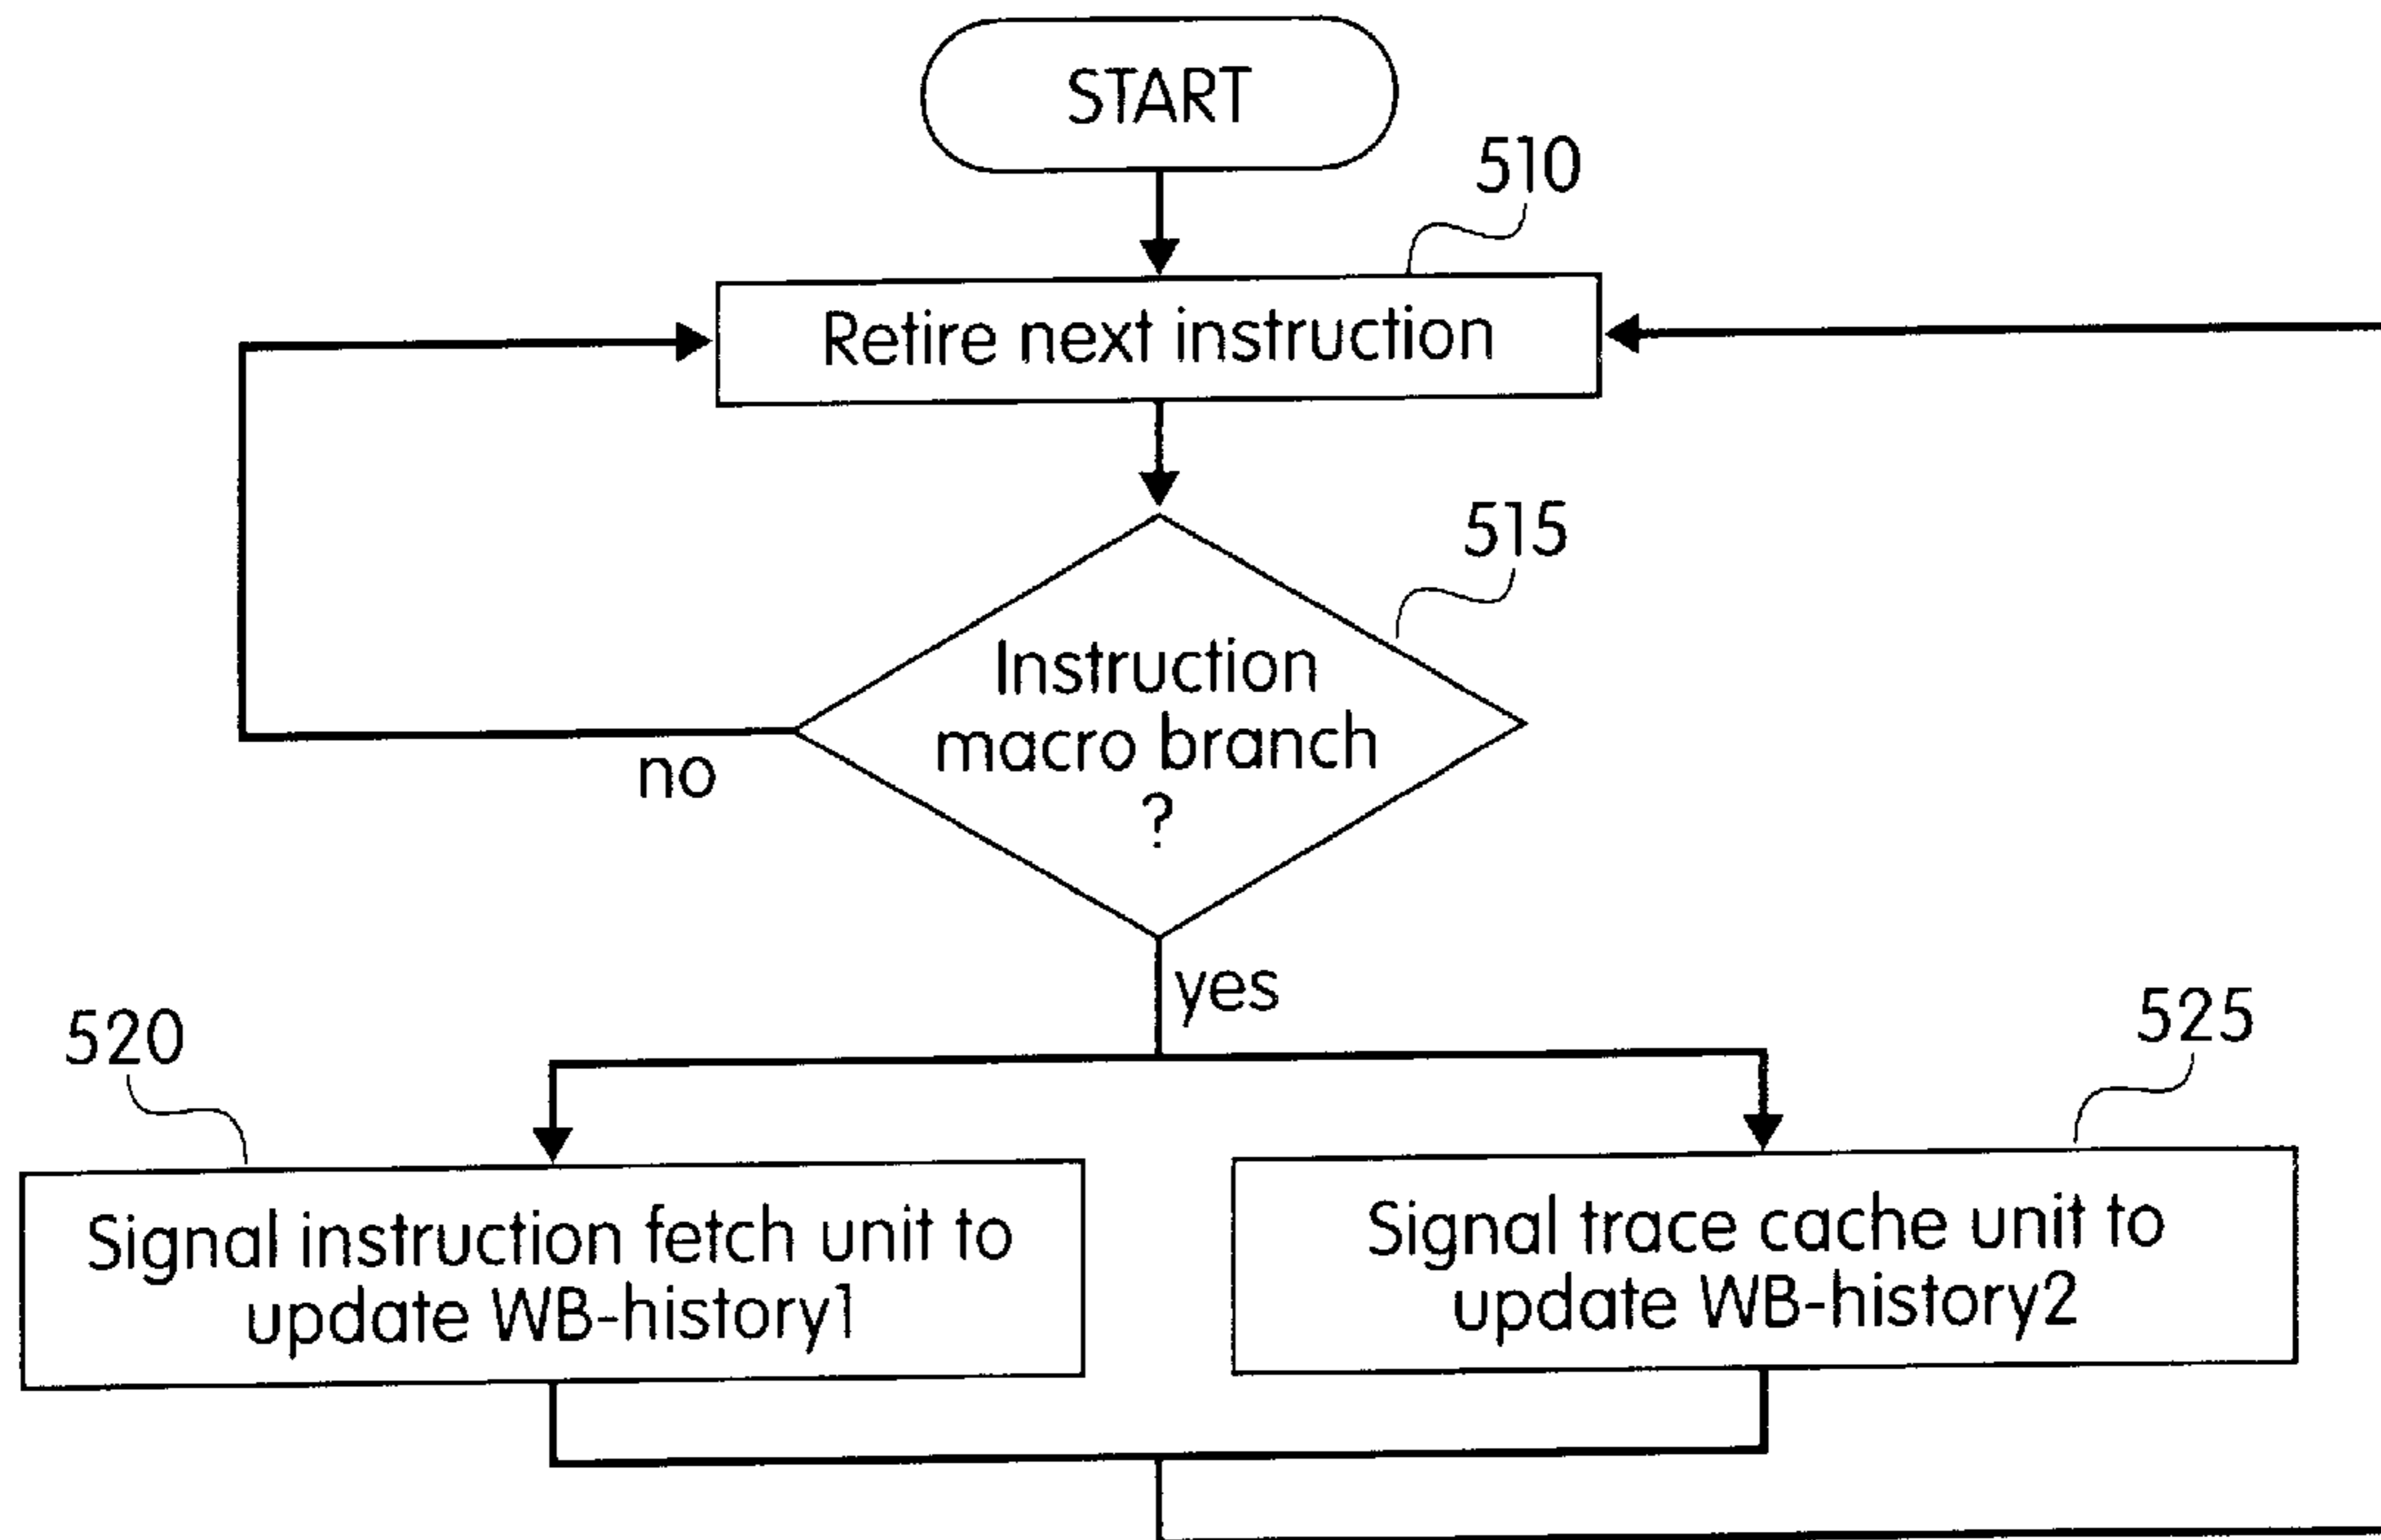 START
510
Retire next instruction
515
Instruction
macro branch
?
no
yes
520
525
Signal instruction fetch unit to
update WB-history1
Signal trace cache unit to
update WB-history2